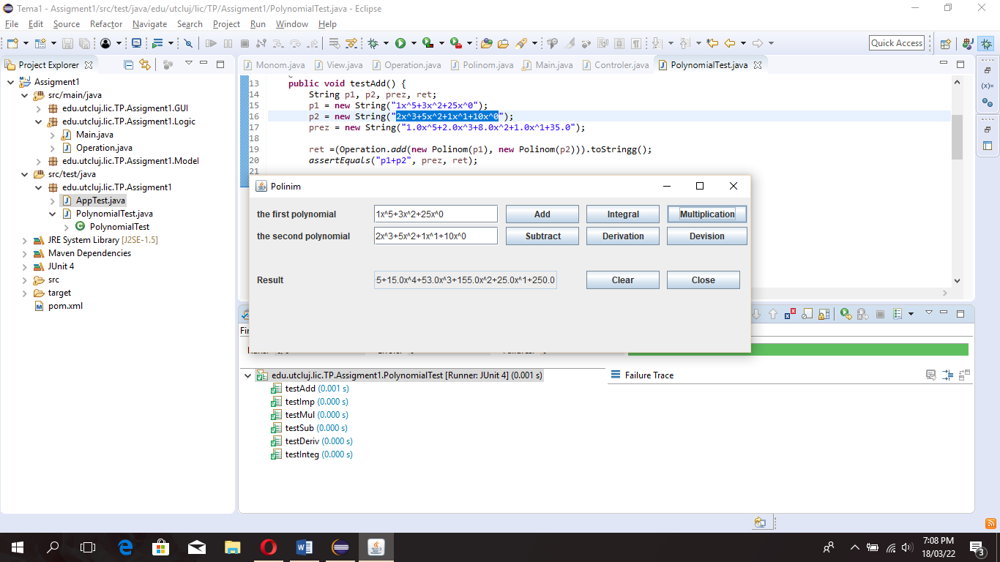 Tema1 - Assigment1/src/test/java/edu/utcluj/lic/TP/Assigment1/PolynomialTest.java - Eclipse
File Edit Source Refactor Navigate Search Project Run Window Help
Quick Access
Project Explorer
Assigment1
src/main/java
edu.utcluj.lic.TP.Assigment1.GUI
edu.utcluj.lic.TP.Assigment1.Logic
Main.java
Operation.java
edu.utcluj.lic.TP.Assigment1.Model
src/test/java
edu.utcluj.lic.TP.Assigment1
AppTest.java
PolynomialTest.java
PolynomialTest
JRE System Library [J2SE-1.5]
Maven Dependencies
JUnit 4
src
target
pom.xml
Monom.java View.java Operation.java Polinom.java Main.java Controler.java PolynomialTest.java
13 public void testAdd() {
14 String p1, p2, prez, ret;
15 p1 = new String("1x^5+3x^2+25x^0");
16 p2 = new String("2x^3+5x^2+1x^1+10x^0");
17 prez = new String("1.0x^5+2.0x^3+8.0x^2+1.0x^1+35.0");
18
19 ret =(Operation.add(new Polinom(p1), new Polinom(p2))).toStringg();
20 assertEquals("p1+p2", prez, ret);
21
Polinim
the first polynomial 1x^5+3x^2+25x^0 Add Integral Multiplication
the second polynomial 2x^3+5x^2+1x^1+10x^0 Subtract Derivation Devision
Result 5+15.0x^4+53.0x^3+155.0x^2+25.0x^1+250.0 Clear Close
edu.utcluj.lic.TP.Assigment1.PolynomialTest [Runner: JUnit 4] (0.001 s)
testAdd (0.001 s)
testImp (0.000 s)
testMul (0.000 s)
testSub (0.000 s)
testDeriv (0.000 s)
testInteg (0.000 s)
Failure Trace
7:08 PM
18/03/22
3